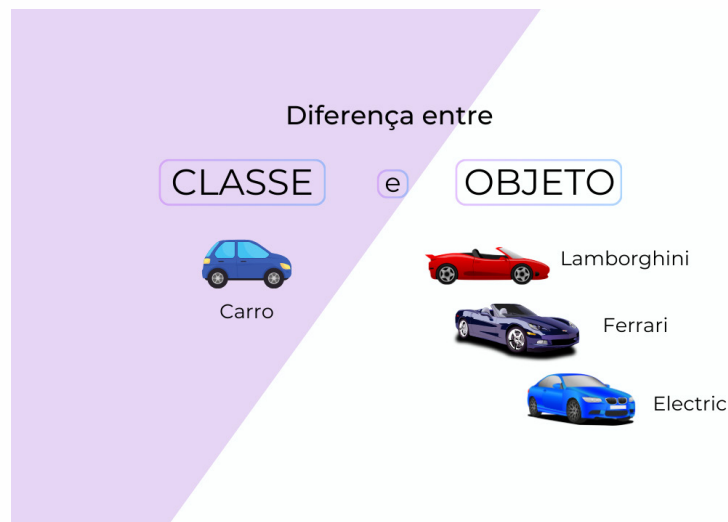 Diferença entre
CLASSE e OBJETO
Carro
Lamborghini
Ferrari
Electric